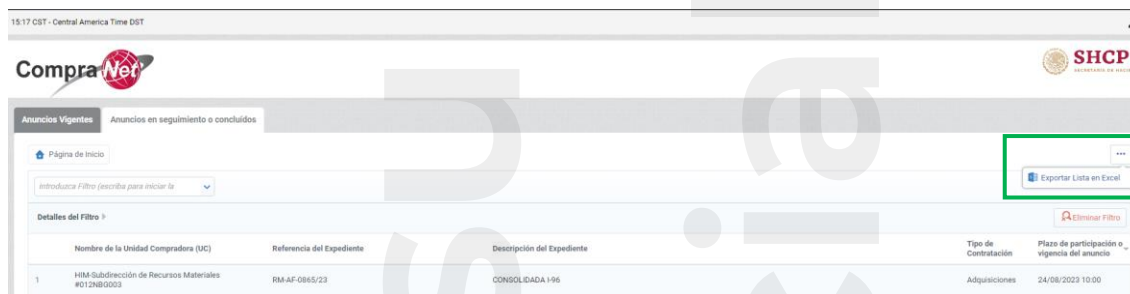 15:17 CST - Central America Time DST
CompraNet
SHCP
Anuncios Vigentes
Anuncios en seguimiento o concluidos
Página de Inicio
...
Introduzca Filtro (escriba para iniciar la
Exportar Lista en Excel
Detalles del Filtro
Eliminar Filtro
Nombre de la Unidad Compradora (UC)
Referencia del Expediente
Descripción del Expediente
Tipo de
Contratación
Plazo de participación o
vigencia del anuncio
1
HIM-Subdirección de Recursos Materiales
#012NBG003
RM-AF-0865/23
CONSOLIDADA I-96
Adquisiciones
24/08/2023 10:00